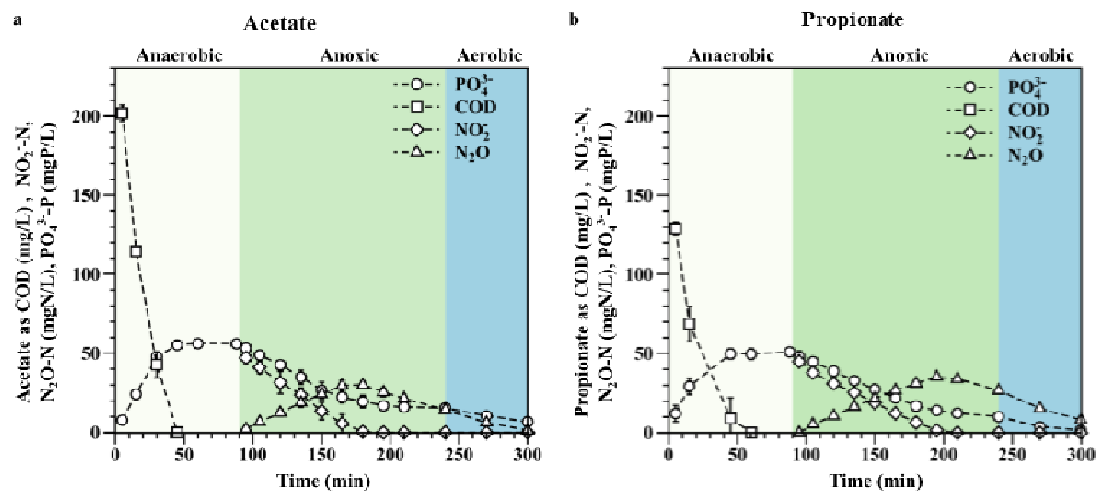 a
Acetate
Anaerobic Anoxic Aerobic
PO₄³⁻
COD
NO₂⁻
N₂O
Acetate as COD (mg/L) , NO₂⁻-N,
N₂O-N (mgN/L), PO₄³⁻-P (mgP/L)
200
150
100
50
0
0 50 100 150 200 250 300
Time (min)
b
Propionate
Anaerobic Anoxic Aerobic
PO₄³⁻
COD
NO₂⁻
N₂O
Propionate as COD (mg/L) , NO₂⁻-N,
N₂O-N (mgN/L), PO₄³⁻-P (mgP/L)
200
150
100
50
0
0 50 100 150 200 250 300
Time (min)